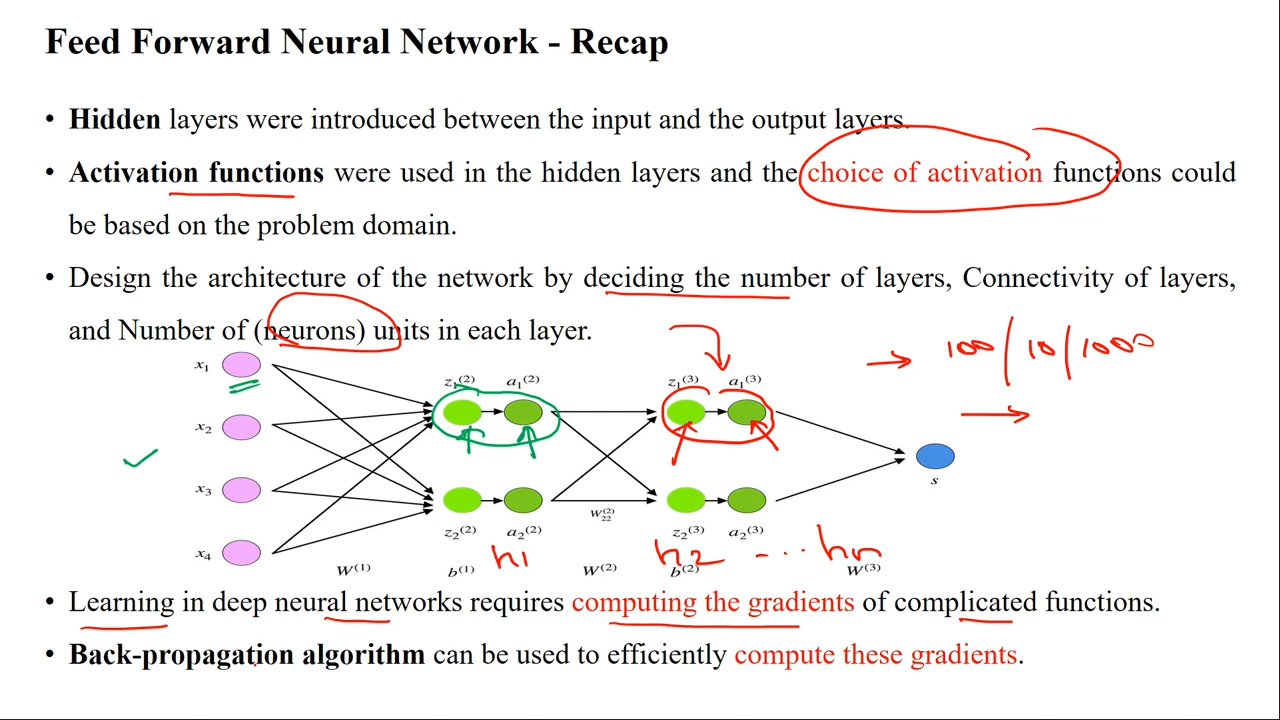 Feed Forward Neural Network - Recap
• Hidden layers were introduced between the input and the output layers.
• Activation functions were used in the hidden layers and the choice of activation functions could
be based on the problem domain.
• Design the architecture of the network by deciding the number of layers, Connectivity of layers,
and Number of (neurons) units in each layer.
→ 100 / 10 / 1000
x₁ z₁⁽²⁾ a₁⁽²⁾ z₁⁽³⁾ a₁⁽³⁾
x₂
s
x₃
W₂₂⁽²⁾
z₂⁽²⁾ a₂⁽²⁾ z₂⁽³⁾ a₂⁽³⁾
x₄
h1 h2 --- hn
W⁽¹⁾ b⁽¹⁾ W⁽²⁾ b⁽²⁾ W⁽³⁾
• Learning in deep neural networks requires computing the gradients of complicated functions.
• Back-propagation algorithm can be used to efficiently compute these gradients.